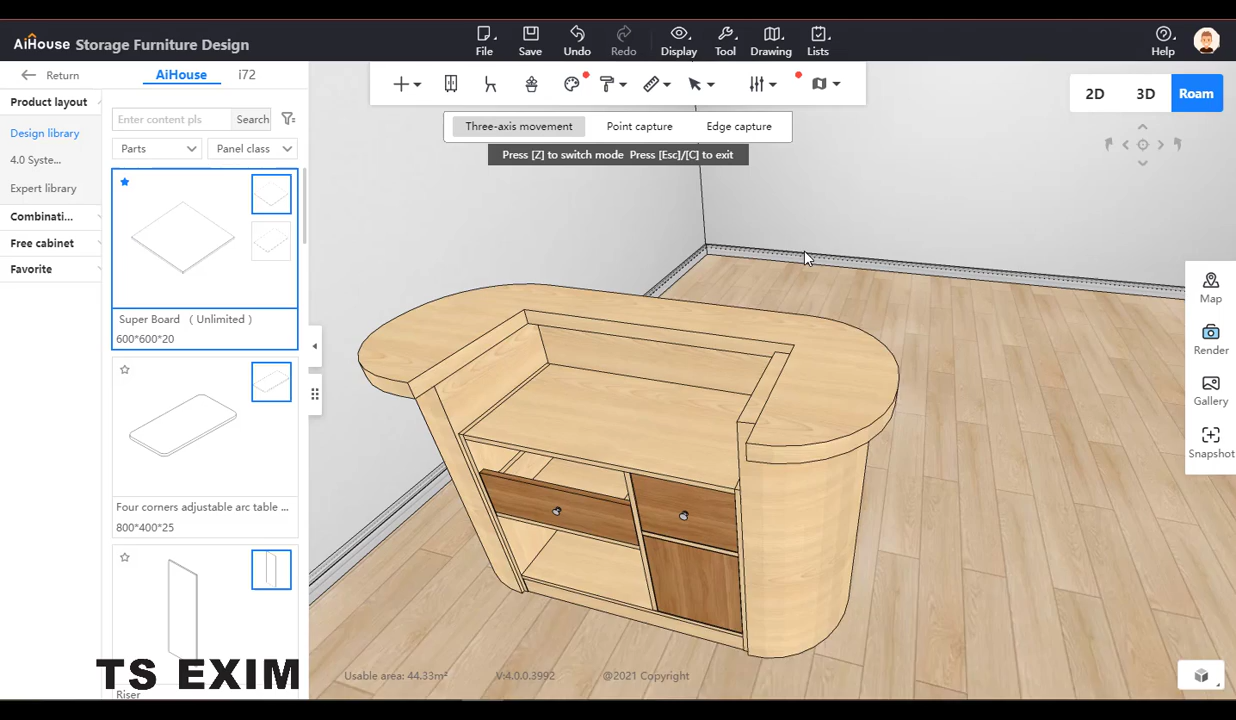 AiHouse Storage Furniture Design
File
Save
Undo
Redo
Display
Tool
Drawing
Lists
Help
Return
AiHouse
i72
Product layout
Design library
4.0 Syste...
Expert library
Combinati...
Free cabinet
Favorite
Enter content pls
Search
Parts
Panel class
Super Board （ Unlimited ）
600*600*20
Four corners adjustable arc table ...
800*400*25
Riser
TS EXIM
Three-axis movement
Point capture
Edge capture
Press [Z] to switch mode Press [Esc]/[C] to exit
2D
3D
Roam
Map
Render
Gallery
Snapshot
Usable area: 44.33m²
V:4.0.0.3992
@2021 Copyright